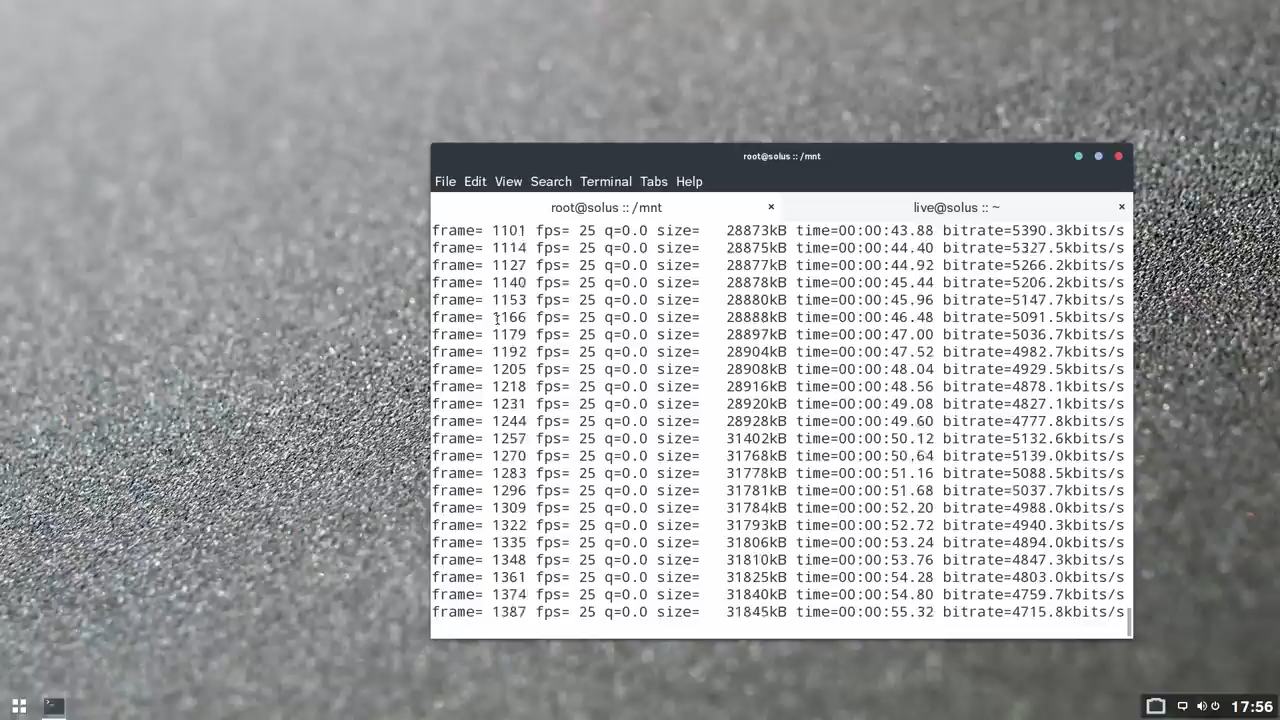 root@solus :: /mnt
File Edit View Search Terminal Tabs Help
root@solus :: /mnt × live@solus :: ~ ×
frame= 1101 fps= 25 q=0.0 size=   28873kB time=00:00:43.88 bitrate=5390.3kbits/s
frame= 1114 fps= 25 q=0.0 size=   28875kB time=00:00:44.40 bitrate=5327.5kbits/s
frame= 1127 fps= 25 q=0.0 size=   28877kB time=00:00:44.92 bitrate=5266.2kbits/s
frame= 1140 fps= 25 q=0.0 size=   28878kB time=00:00:45.44 bitrate=5206.2kbits/s
frame= 1153 fps= 25 q=0.0 size=   28880kB time=00:00:45.96 bitrate=5147.7kbits/s
frame= 1166 fps= 25 q=0.0 size=   28888kB time=00:00:46.48 bitrate=5091.5kbits/s
frame= 1179 fps= 25 q=0.0 size=   28897kB time=00:00:47.00 bitrate=5036.7kbits/s
frame= 1192 fps= 25 q=0.0 size=   28904kB time=00:00:47.52 bitrate=4982.7kbits/s
frame= 1205 fps= 25 q=0.0 size=   28908kB time=00:00:48.04 bitrate=4929.5kbits/s
frame= 1218 fps= 25 q=0.0 size=   28916kB time=00:00:48.56 bitrate=4878.1kbits/s
frame= 1231 fps= 25 q=0.0 size=   28920kB time=00:00:49.08 bitrate=4827.1kbits/s
frame= 1244 fps= 25 q=0.0 size=   28928kB time=00:00:49.60 bitrate=4777.8kbits/s
frame= 1257 fps= 25 q=0.0 size=   31402kB time=00:00:50.12 bitrate=5132.6kbits/s
frame= 1270 fps= 25 q=0.0 size=   31768kB time=00:00:50.64 bitrate=5139.0kbits/s
frame= 1283 fps= 25 q=0.0 size=   31778kB time=00:00:51.16 bitrate=5088.5kbits/s
frame= 1296 fps= 25 q=0.0 size=   31781kB time=00:00:51.68 bitrate=5037.7kbits/s
frame= 1309 fps= 25 q=0.0 size=   31784kB time=00:00:52.20 bitrate=4988.0kbits/s
frame= 1322 fps= 25 q=0.0 size=   31793kB time=00:00:52.72 bitrate=4940.3kbits/s
frame= 1335 fps= 25 q=0.0 size=   31806kB time=00:00:53.24 bitrate=4894.0kbits/s
frame= 1348 fps= 25 q=0.0 size=   31810kB time=00:00:53.76 bitrate=4847.3kbits/s
frame= 1361 fps= 25 q=0.0 size=   31825kB time=00:00:54.28 bitrate=4803.0kbits/s
frame= 1374 fps= 25 q=0.0 size=   31840kB time=00:00:54.80 bitrate=4759.7kbits/s
frame= 1387 fps= 25 q=0.0 size=   31845kB time=00:00:55.32 bitrate=4715.8kbits/s
17:56